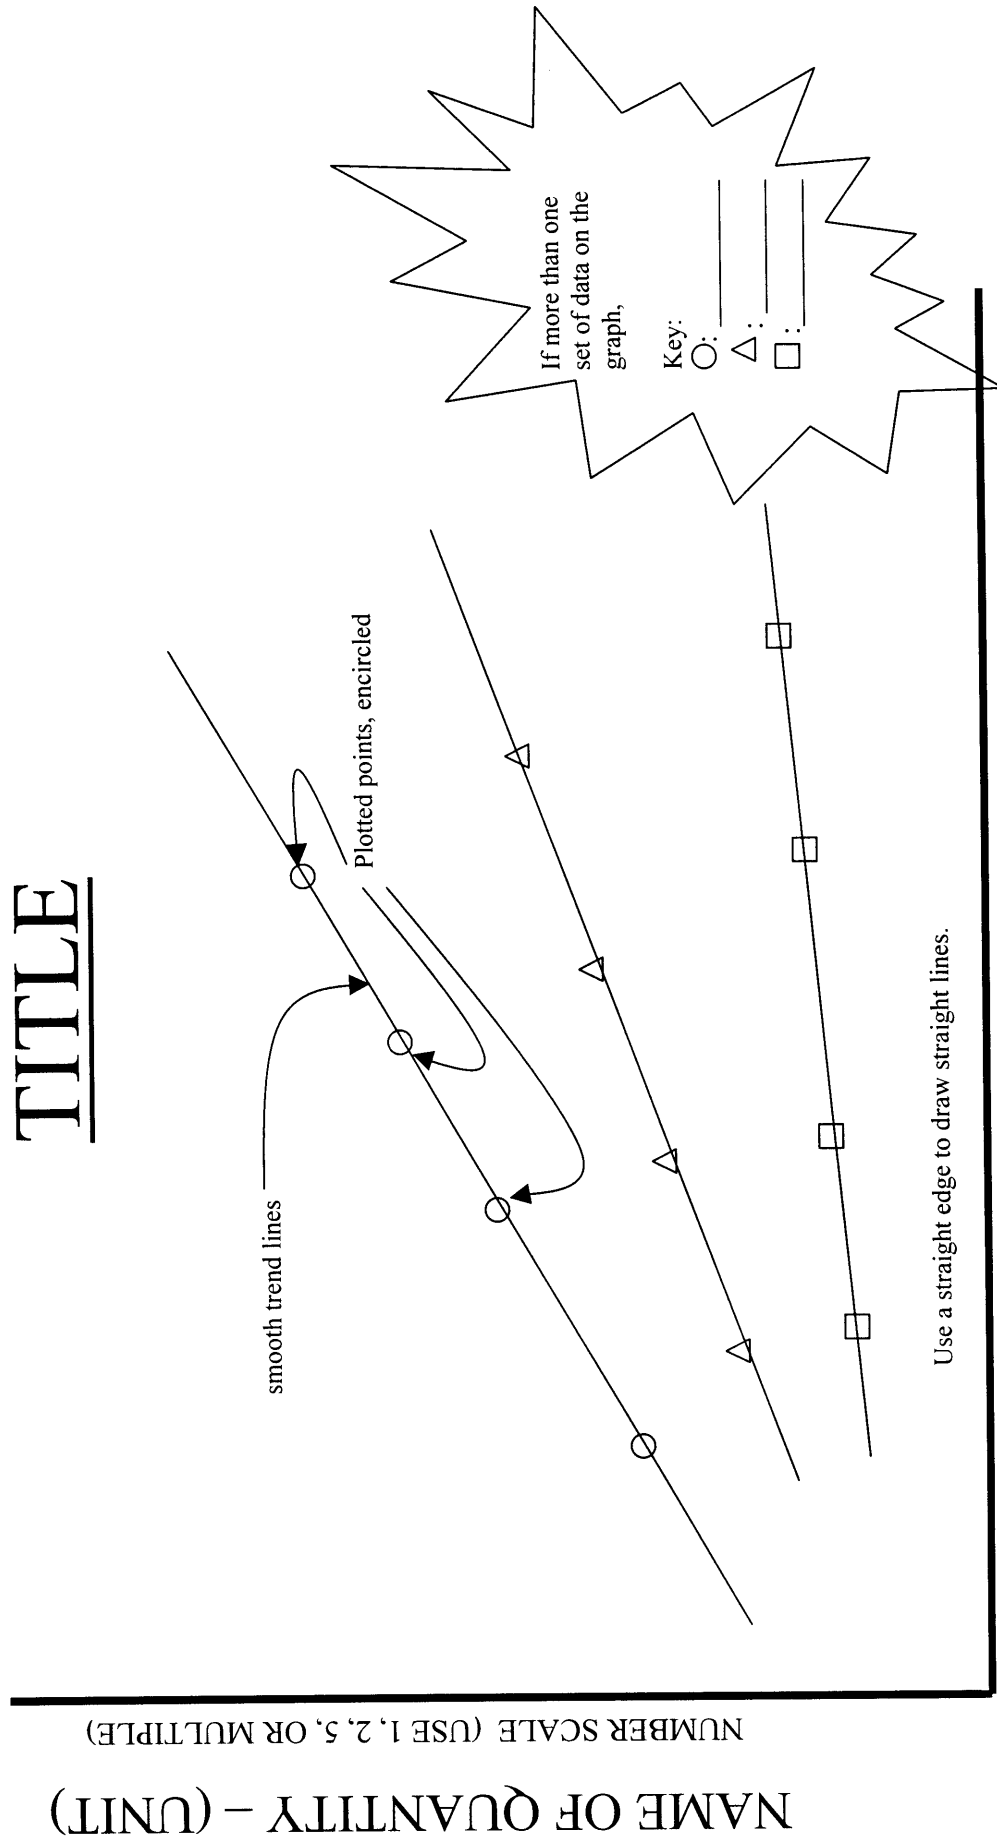 TITLE
smooth trend lines
Plotted points, encircled
If more than one
set of data on the
graph,
Key:
:
:
:
Use a straight edge to draw straight lines.
NUMBER SCALE (USE 1, 2, 5, OR MULTIPLE)
NAME OF QUANTITY – (UNIT)